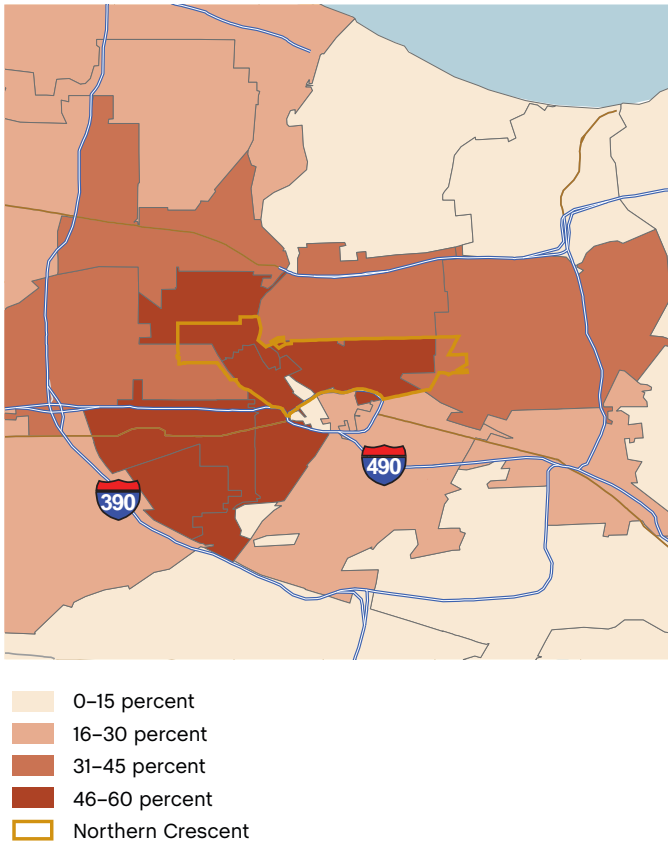 490
390
0–15 percent
16–30 percent
31–45 percent
46–60 percent
Northern Crescent